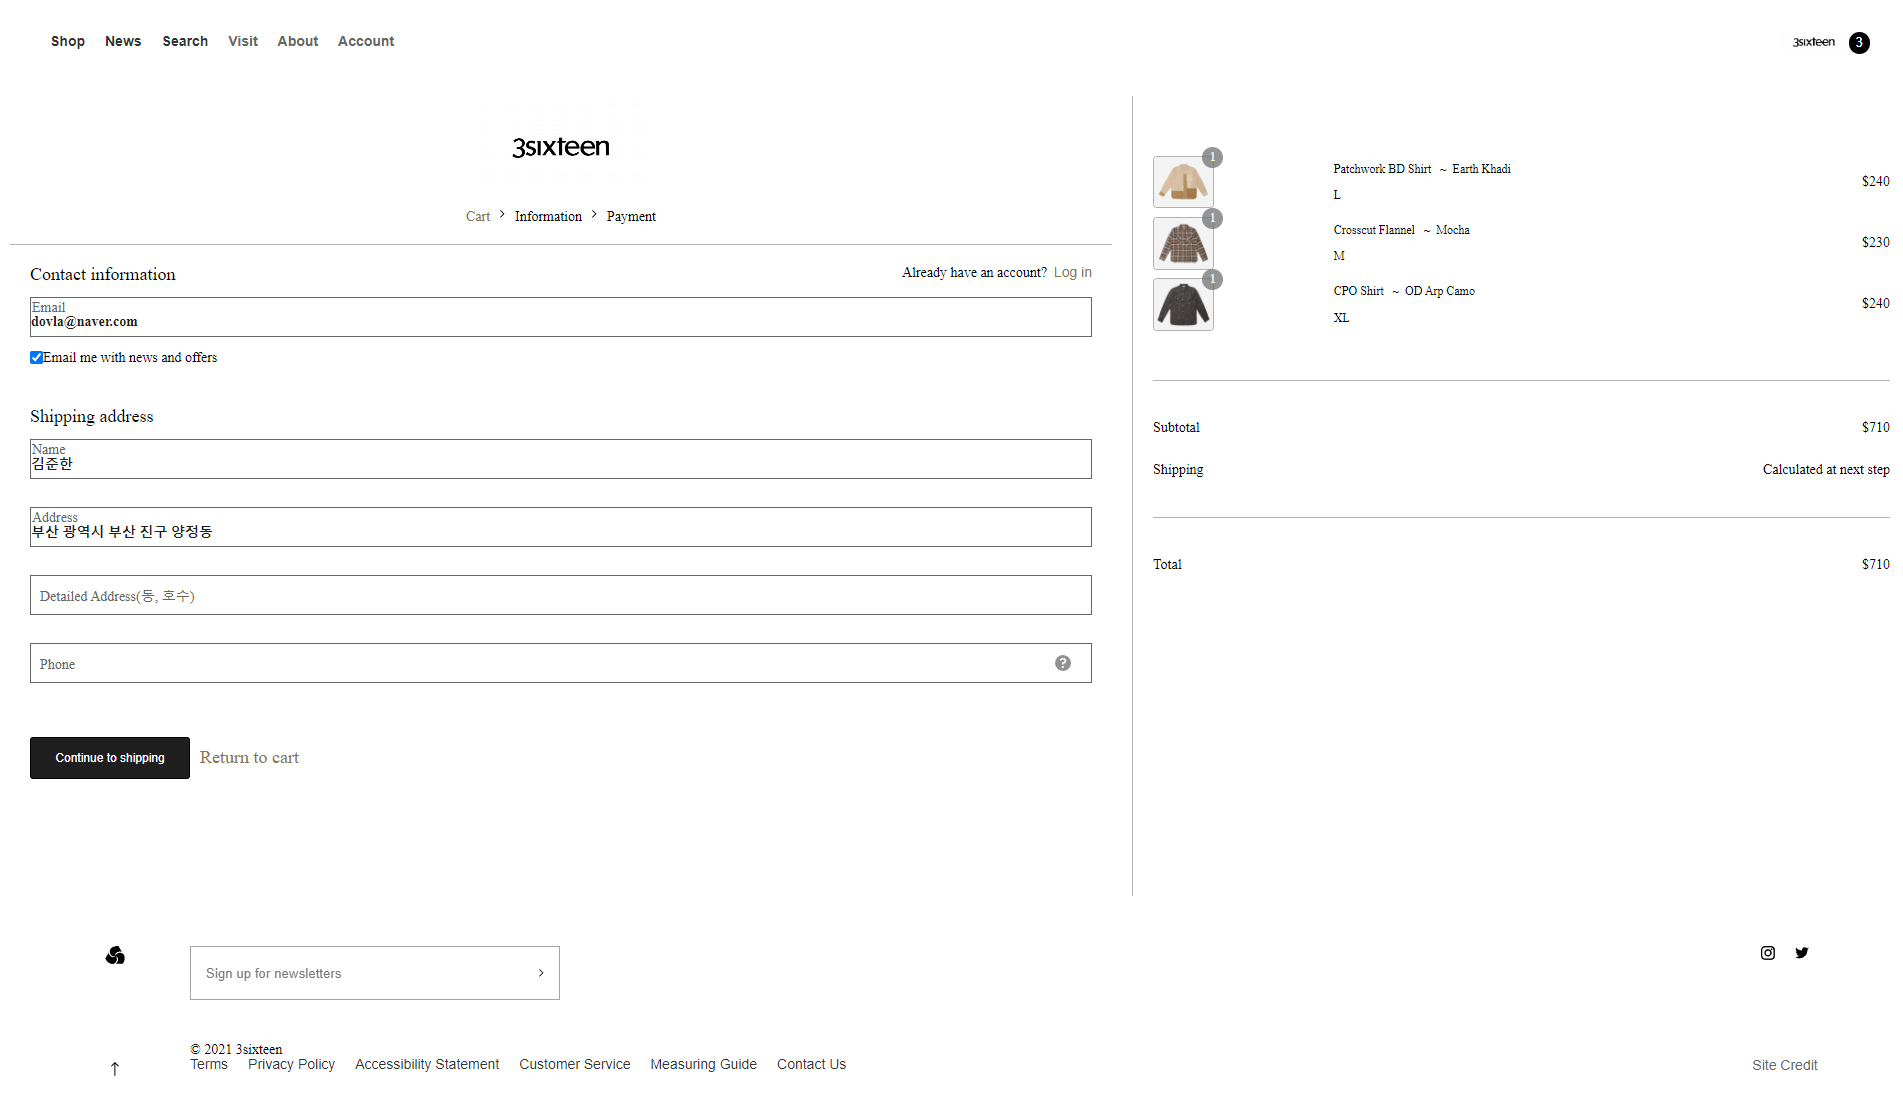 Shop News Search Visit About Account
3sixteen 3
3sixteen
Cart > Information > Payment
Contact information
Already have an account? Log in
Email
dovla@naver.com
Email me with news and offers
Shipping address
Name
김준한
Address
부산 광역시 부산 진구 양정동
Detailed Address(동, 호수)
Phone
?
Continue to shipping Return to cart
1
Patchwork BD Shirt ~ Earth Khadi
L
$240
1
Crosscut Flannel ~ Mocha
M
$230
1
CPO Shirt ~ OD Arp Camo
XL
$240
Subtotal $710
Shipping Calculated at next step
Total $710
Sign up for newsletters
© 2021 3sixteen
Terms Privacy Policy Accessibility Statement Customer Service Measuring Guide Contact Us
Site Credit